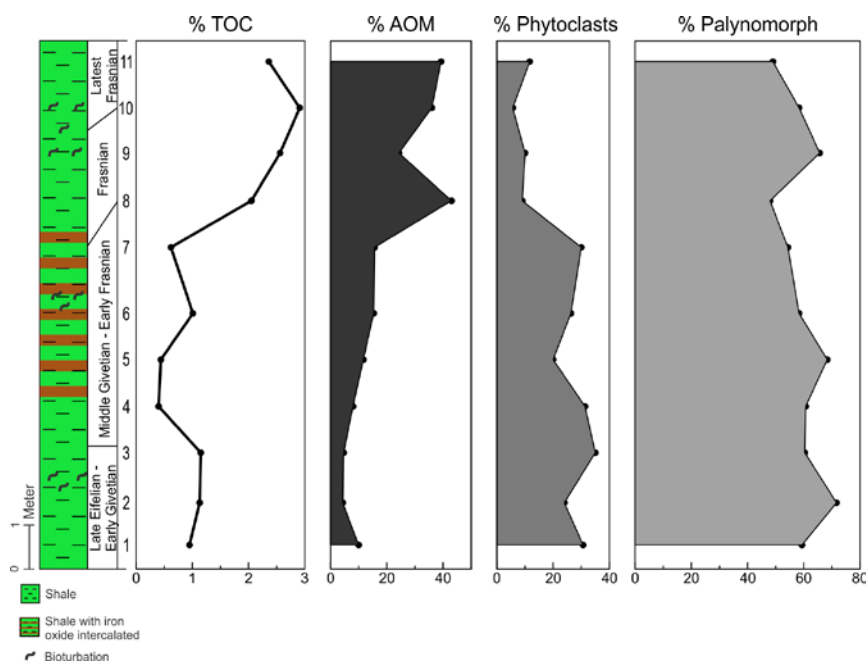 % TOC
% AOM
% Phytoclasts
% Palynomorph
Latest
Frasnian
Frasnian
Middle Givetian - Early Frasnian
Late Eifelian -
Early Givetian
11
10
9
8
7
6
5
4
3
2
1
Meter
1
0
0 1 2 3
0 20 40
0 20 40
0 20 40 60 80
Shale
Shale with iron
oxide intercalated
Bioturbation